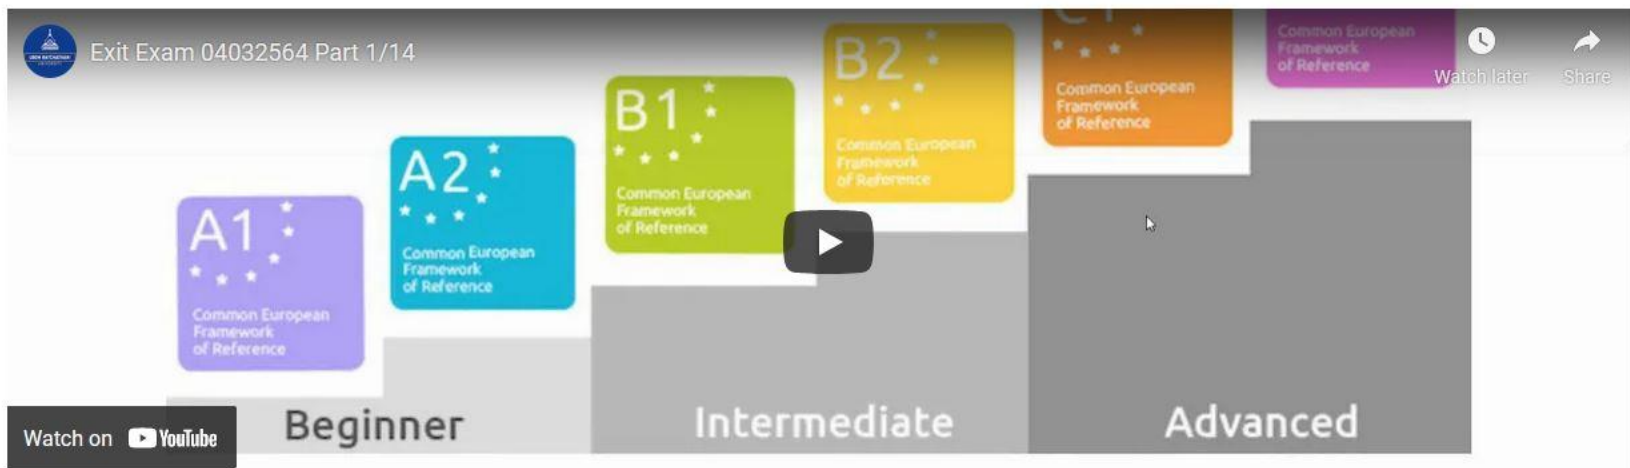 Exit Exam 04032564 Part 1/14
Watch later
Share
A1
Common European
Framework
of Reference
A2
Common European
Framework
of Reference
B1
Common European
Framework
of Reference
B2
Common European
Framework
of Reference
C1
Common European
Framework
of Reference
Common European
Framework
of Reference
Beginner
Intermediate
Advanced
Watch on YouTube